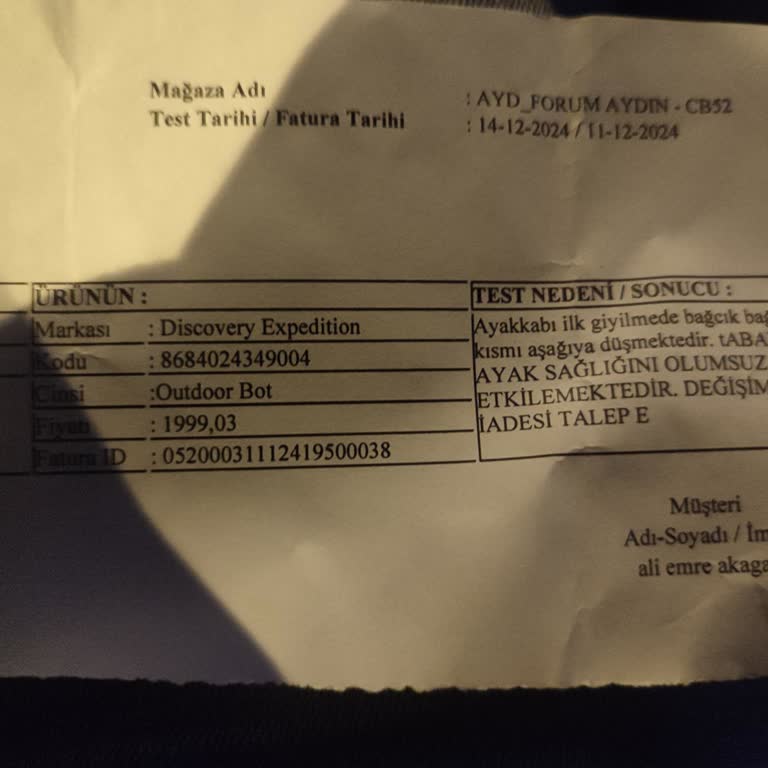 Mağaza Adı : AYD_FORUM AYDIN - CB52
Test Tarihi / Fatura Tarihi : 14-12-2024 / 11-12-2024
ÜRÜNÜN :
Markası : Discovery Expedition
Kodu : 8684024349004
Cinsi :Outdoor Bot
Fiyatı : 1999,03
Fatura ID : 05200031112419500038
TEST NEDENİ / SONUCU :
Ayakkabı ilk giyilmede bağcık
kısmı aşağıya düşmektedir.
AYAK SAĞLIĞINI OLUMSUZ
ETKİLEMEKTEDİR. DEĞİŞİM
İADESİ TALEP E
Müşteri
Adı-Soyadı /
ali emre